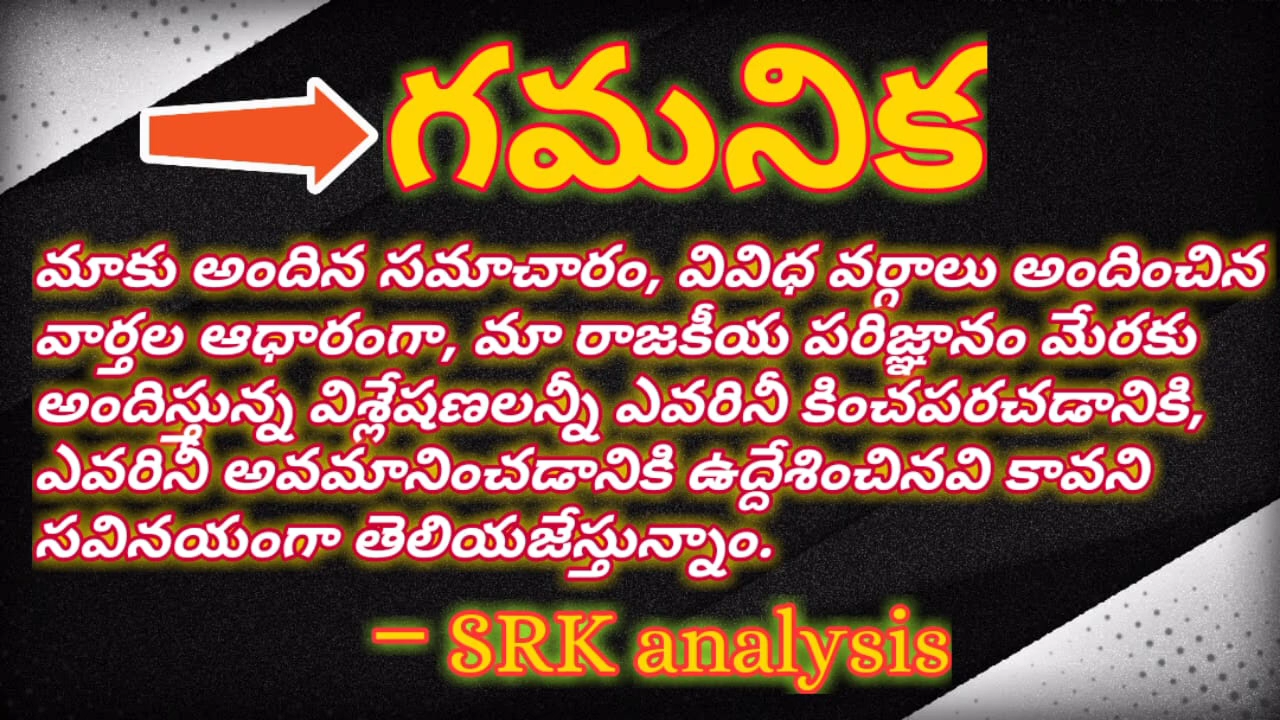 గమనిక
మాకు అందిన సమాచారం, వివిధ వర్గాలు అందించిన
వార్తల ఆధారంగా, మా రాజకీయ పరిజ్ఞానం మేరకు
అందిస్తున్న విశ్లేషణలన్నీ ఎవరినీ కించపరచడానికి,
ఎవరినీ అవమానించడానికి ఉద్దేశించినవి కావని
సవినయంగా తెలియజేస్తున్నాం.
– SRK analysis